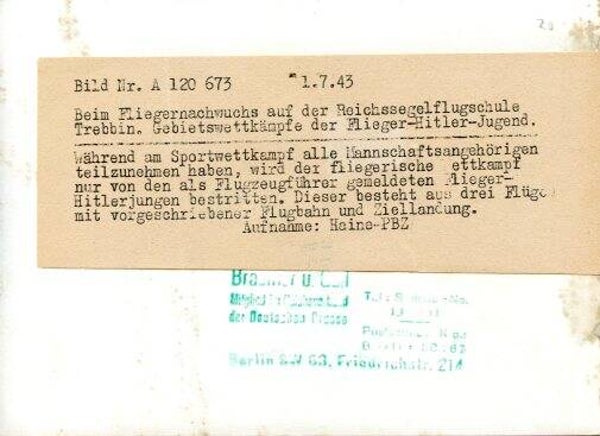 Bild Nr. A 120 673 1.7.43
Beim Fliegernachwuchs auf der Reichssegelflugschule
Trebbin. Gebietswettkämpfe der Flieger-Hitler-Jugend.
Während am Sportwettkampf alle Mannschaftsangehörigen
teilzunehmen haben, wird der fliegerische ettkampf
nur von den als Flugzeugführer gemeldeten Flieger-
Hitlerjungen bestritten. Dieser besteht aus drei Flüge
mit vorgeschriebener Flugbahn und Ziellandung.
Aufnahme: Heine-PBZ
der Deutschen Presse
Berlin SW 68, Friedrichstr. 214